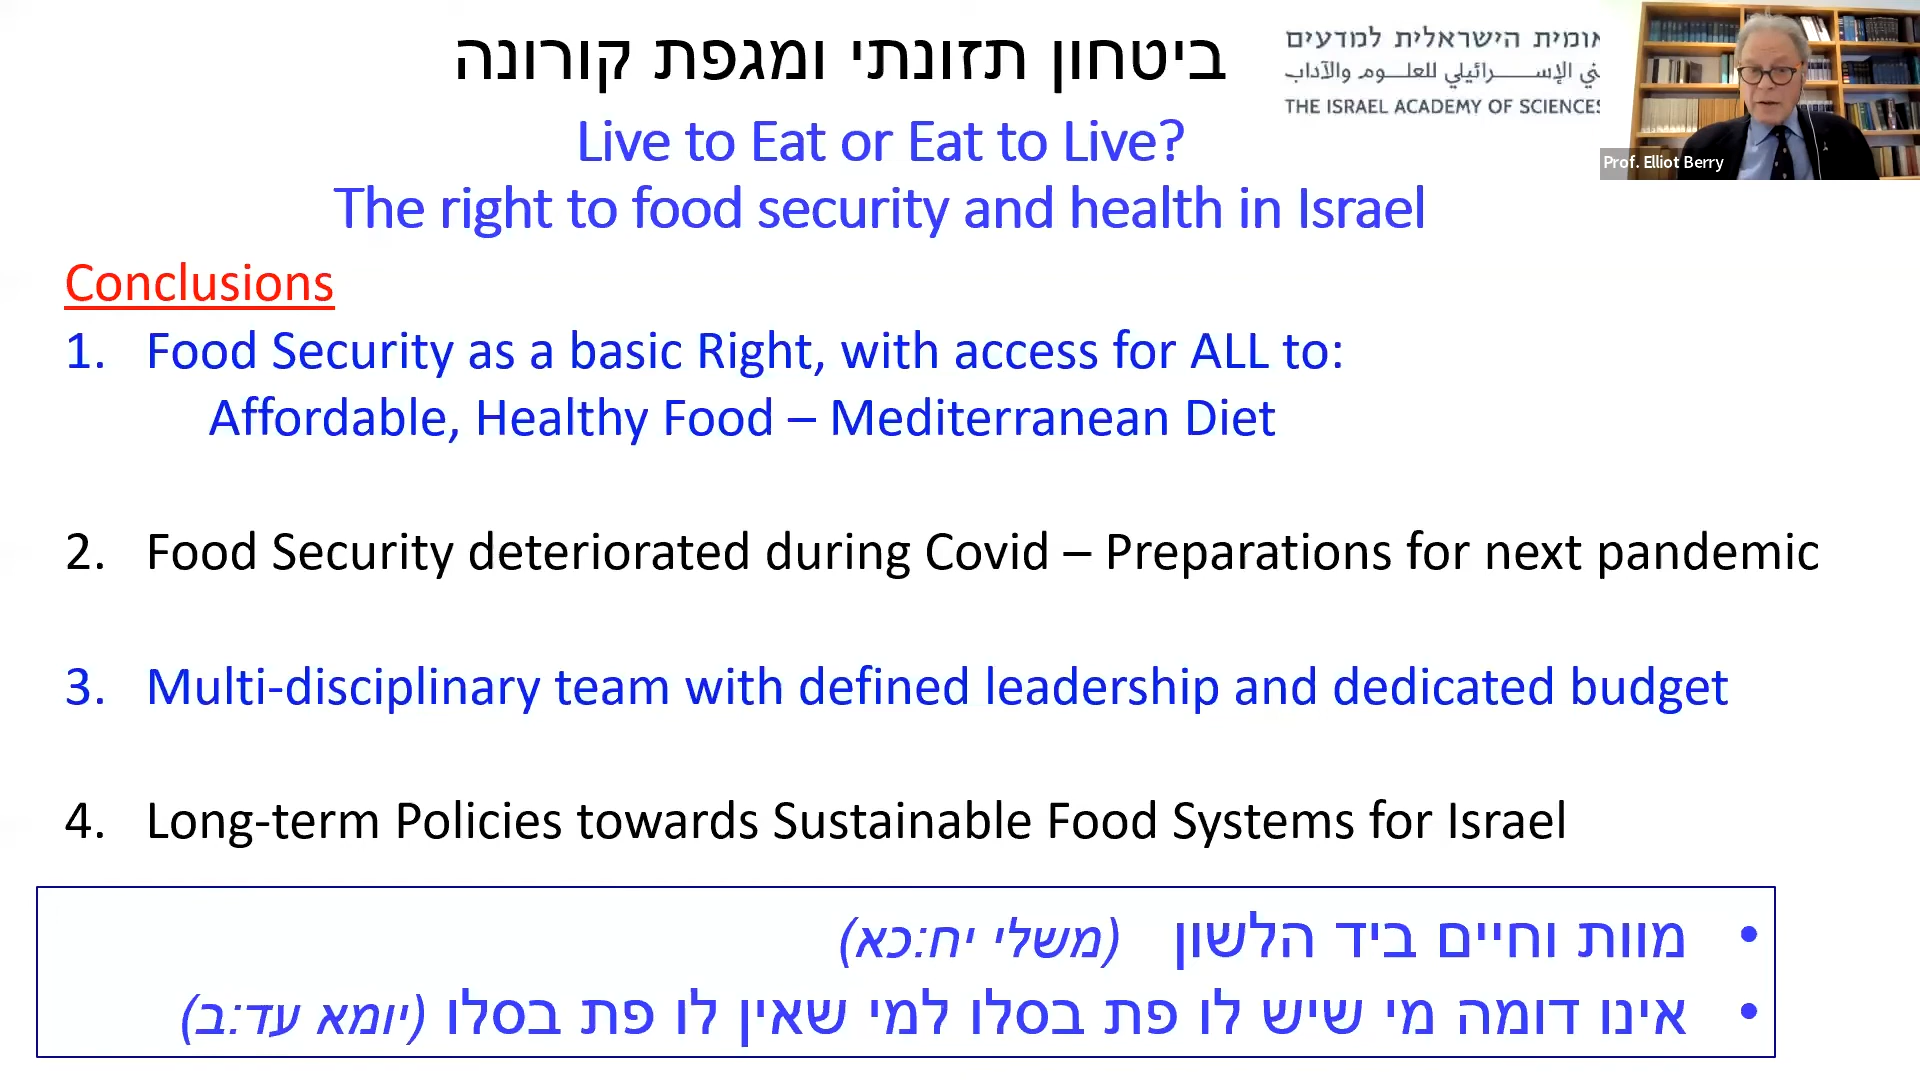 ביטחון תזונתי ומגפת קורונה
Live to Eat or Eat to Live?
The right to food security and health in Israel
הישראלית למדעים
للعلوم والآداب
THE ISRAEL ACADEMY OF SCIENCES
Prof. Elliot Berry
Conclusions
1. Food Security as a basic Right, with access for ALL to:
Affordable, Healthy Food – Mediterranean Diet
2. Food Security deteriorated during Covid – Preparations for next pandemic
3. Multi-disciplinary team with defined leadership and dedicated budget
4. Long-term Policies towards Sustainable Food Systems for Israel
• מוות וחיים ביד הלשון (משלי יח:כא)
• אינו דומה מי שיש לו פת בסלו למי שאין לו פת בסלו (יומא עד:ב)